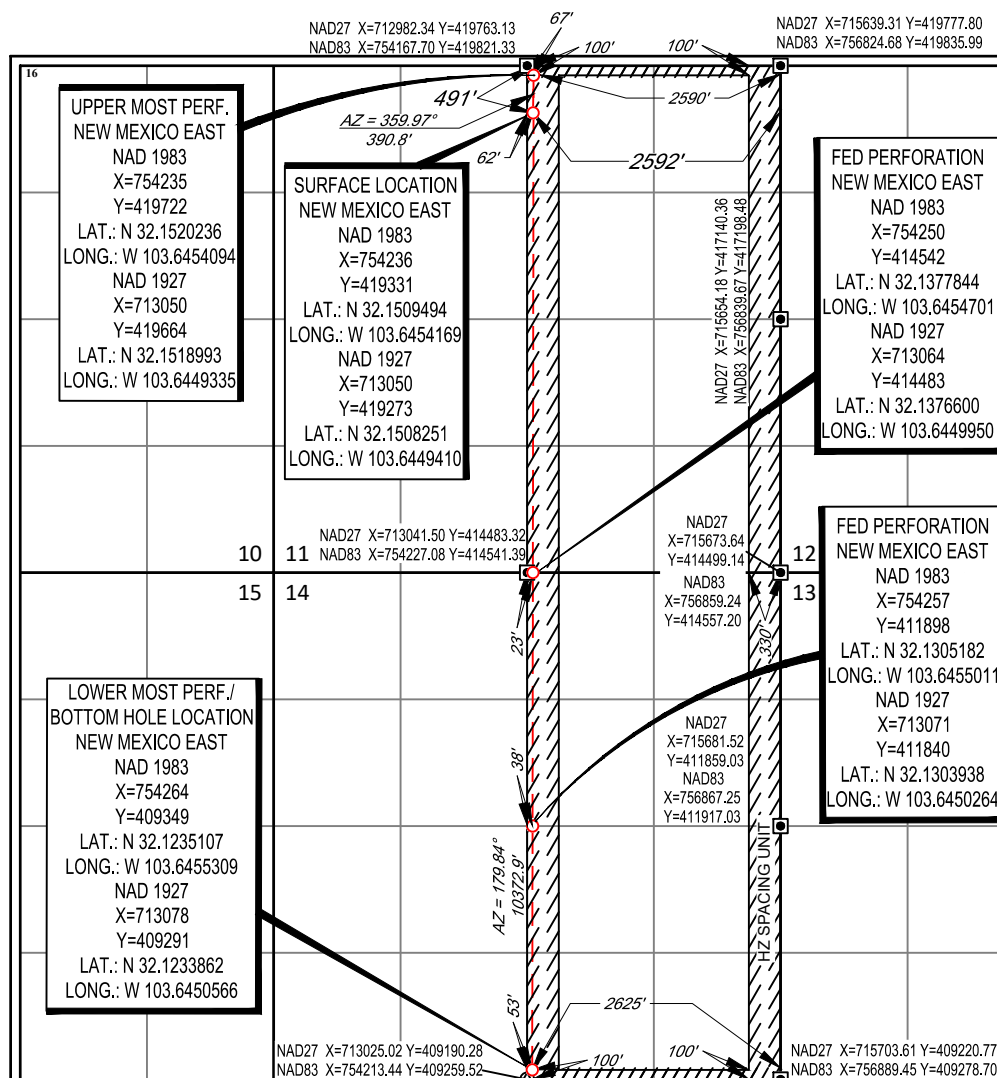 NAD27 X=712982.34 Y=419763.13
NAD83 X=754167.70 Y=419821.33
67'
NAD27 X=715639.31 Y=419777.80
NAD83 X=756824.68 Y=419835.99
100'
100'
16
491'
2590'
AZ = 359.97°
390.8'
62'
2592'
UPPER MOST PERF.
NEW MEXICO EAST
NAD 1983
X=754235
Y=419722
LAT.: N 32.1520236
LONG.: W 103.6454094
NAD 1927
X=713050
Y=419664
LAT.: N 32.1518993
LONG.: W 103.6449335
SURFACE LOCATION
NEW MEXICO EAST
NAD 1983
X=754236
Y=419331
LAT.: N 32.1509494
LONG.: W 103.6454169
NAD 1927
X=713050
Y=419273
LAT.: N 32.1508251
LONG.: W 103.6449410
NAD27 X=715654.18 Y=417140.36
NAD83 X=756839.67 Y=417198.48
FED PERFORATION
NEW MEXICO EAST
NAD 1983
X=754250
Y=414542
LAT.: N 32.1377844
LONG.: W 103.6454701
NAD 1927
X=713064
Y=414483
LAT.: N 32.1376600
LONG.: W 103.6449950
NAD27 X=713041.50 Y=414483.32
NAD83 X=754227.08 Y=414541.39
10 11
15 14
NAD27
X=715673.64
Y=414499.14
NAD83
X=756859.24
Y=414557.20
12
13
23'
330'
FED PERFORATION
NEW MEXICO EAST
NAD 1983
X=754257
Y=411898
LAT.: N 32.1305182
LONG.: W 103.6455011
NAD 1927
X=713071
Y=411840
LAT.: N 32.1303938
LONG.: W 103.6450264
LOWER MOST PERF./
BOTTOM HOLE LOCATION
NEW MEXICO EAST
NAD 1983
X=754264
Y=409349
LAT.: N 32.1235107
LONG.: W 103.6455309
NAD 1927
X=713078
Y=409291
LAT.: N 32.1233862
LONG.: W 103.6450566
38'
NAD27
X=715681.52
Y=411859.03
NAD83
X=756867.25
Y=411917.03
AZ = 179.84°
10372.9'
HZ SPACING UNIT
53'
2625'
100'
100'
NAD27 X=713025.02 Y=409190.28
NAD83 X=754213.44 Y=409259.52
NAD27 X=715703.61 Y=409220.77
NAD83 X=756889.45 Y=409278.70